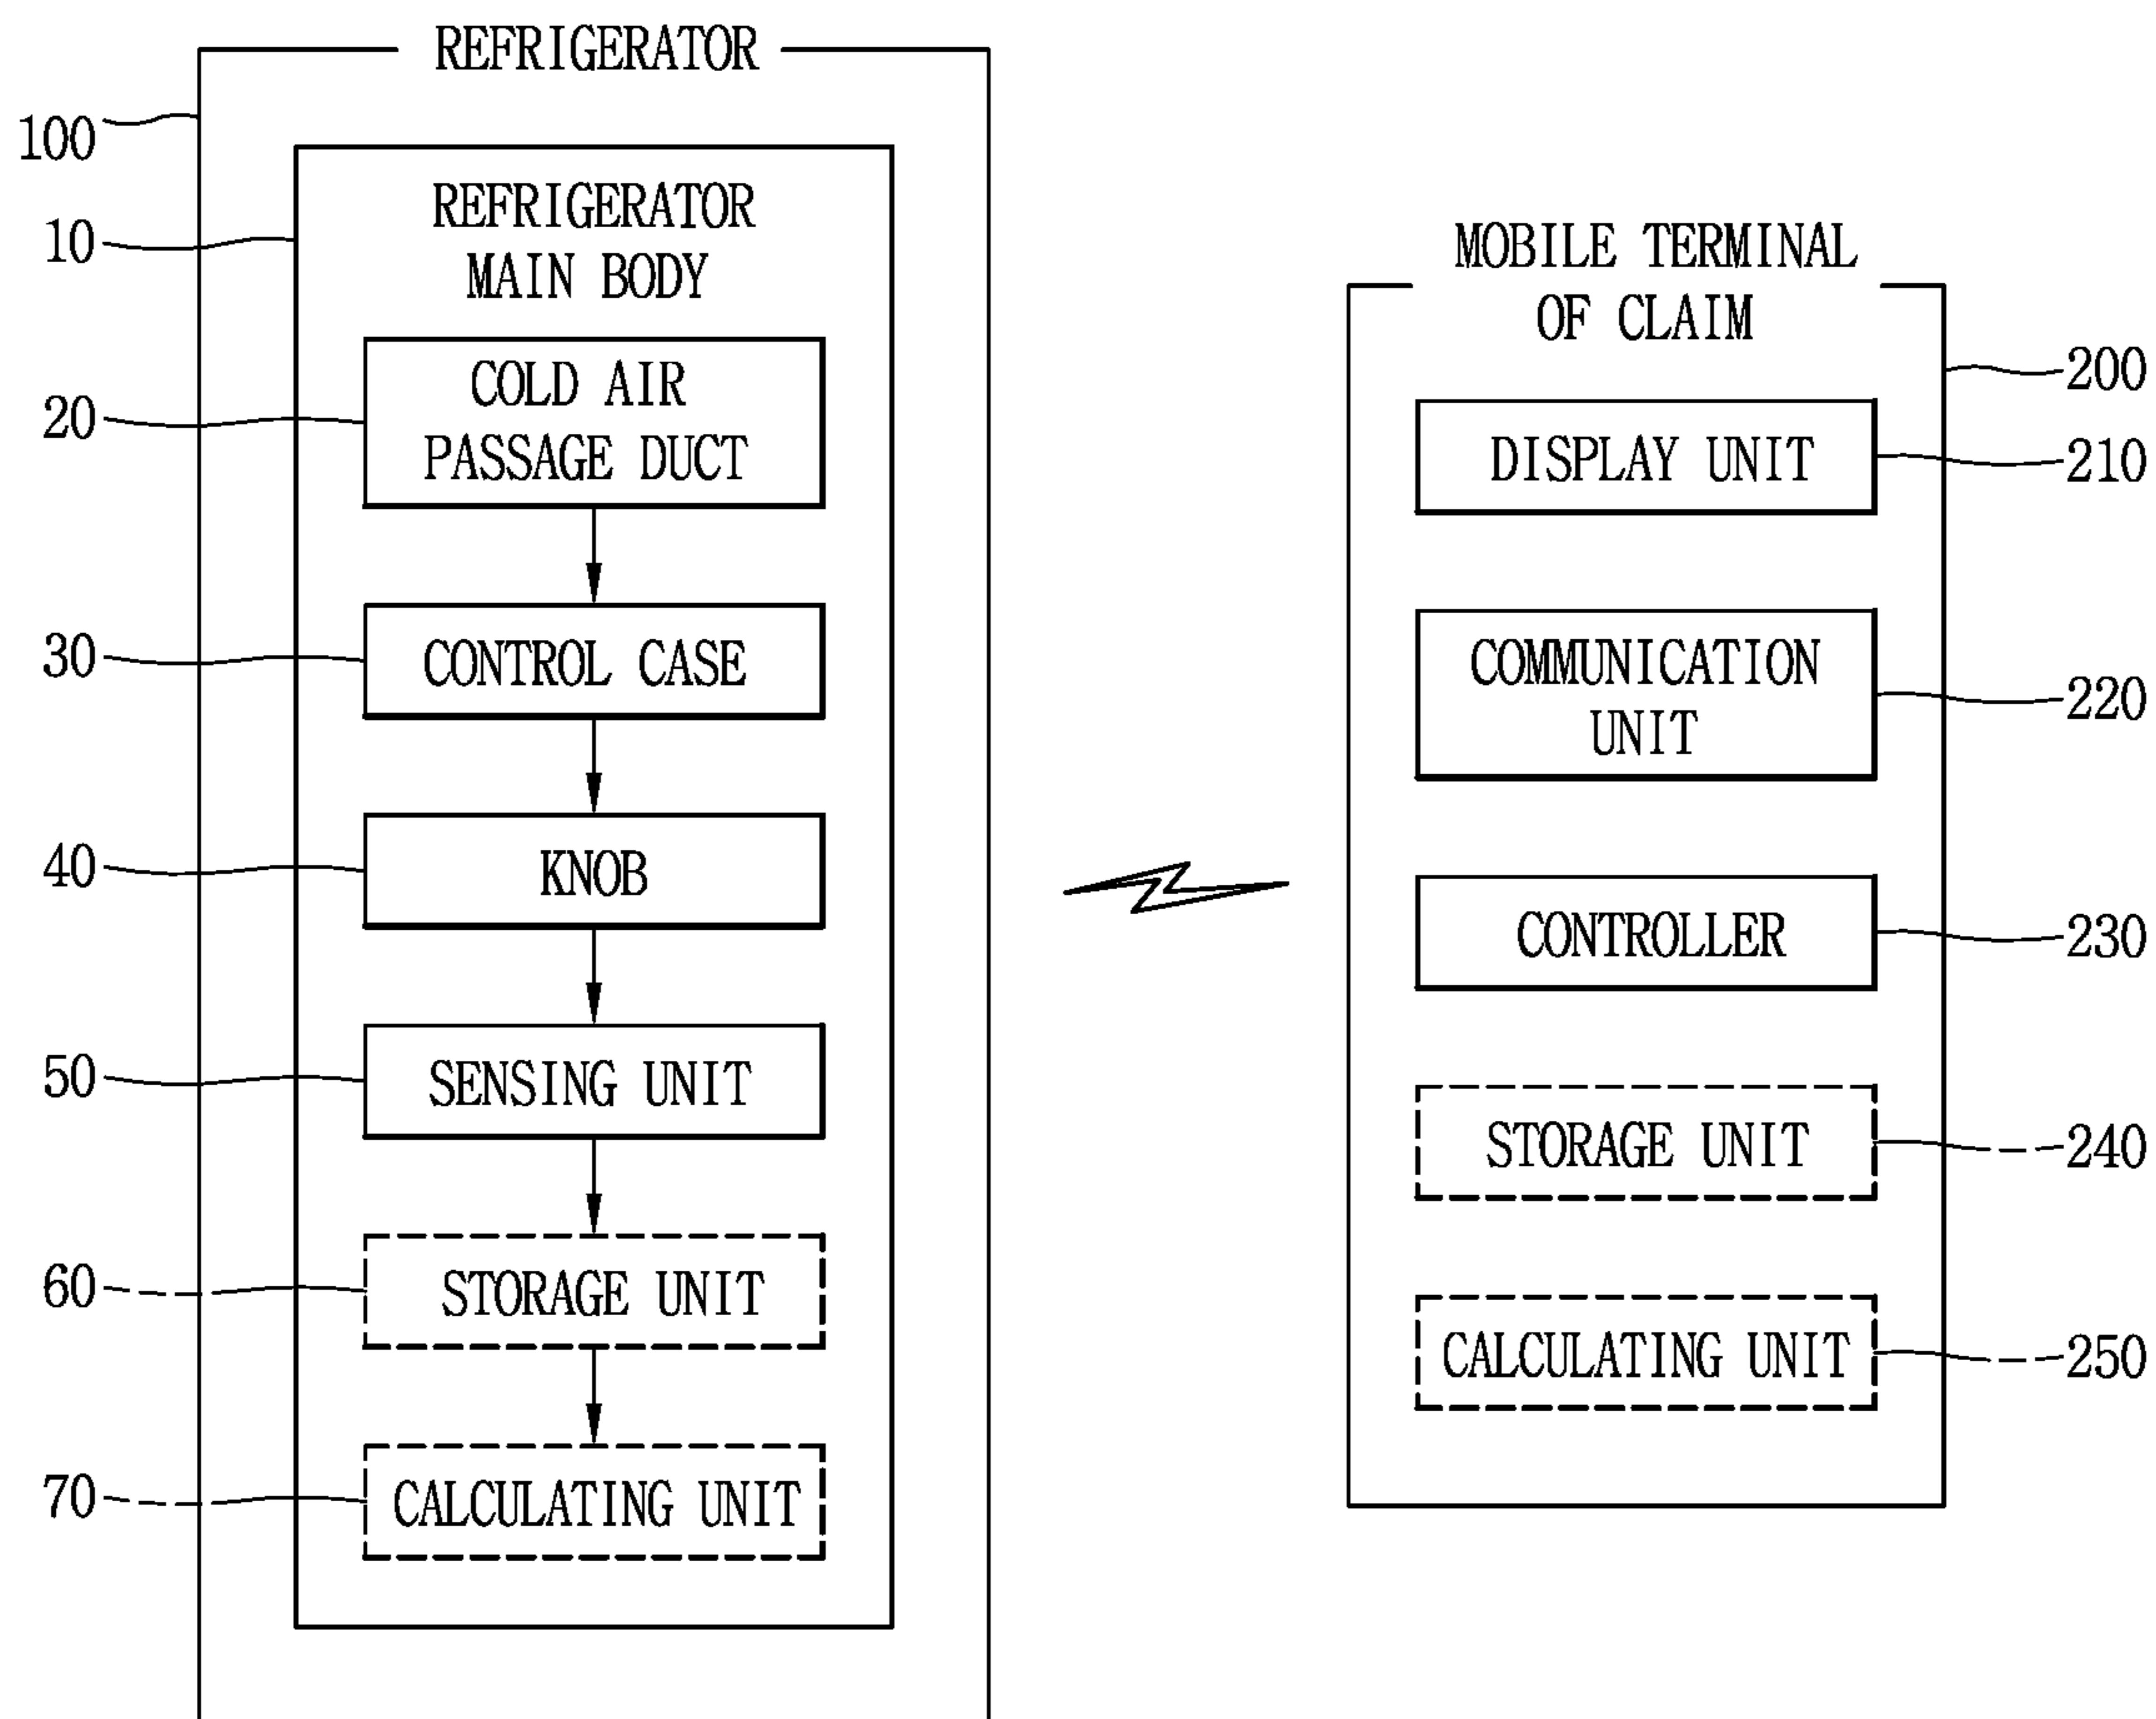 REFRIGERATOR
100
10
REFRIGERATOR
MAIN BODY
20
COLD AIR
PASSAGE DUCT
30
CONTROL CASE
40
KNOB
50
SENSING UNIT
60
STORAGE UNIT
70
CALCULATING UNIT
MOBILE TERMINAL
OF CLAIM
200
DISPLAY UNIT
210
COMMUNICATION
UNIT
220
CONTROLLER
230
STORAGE UNIT
240
CALCULATING UNIT
250